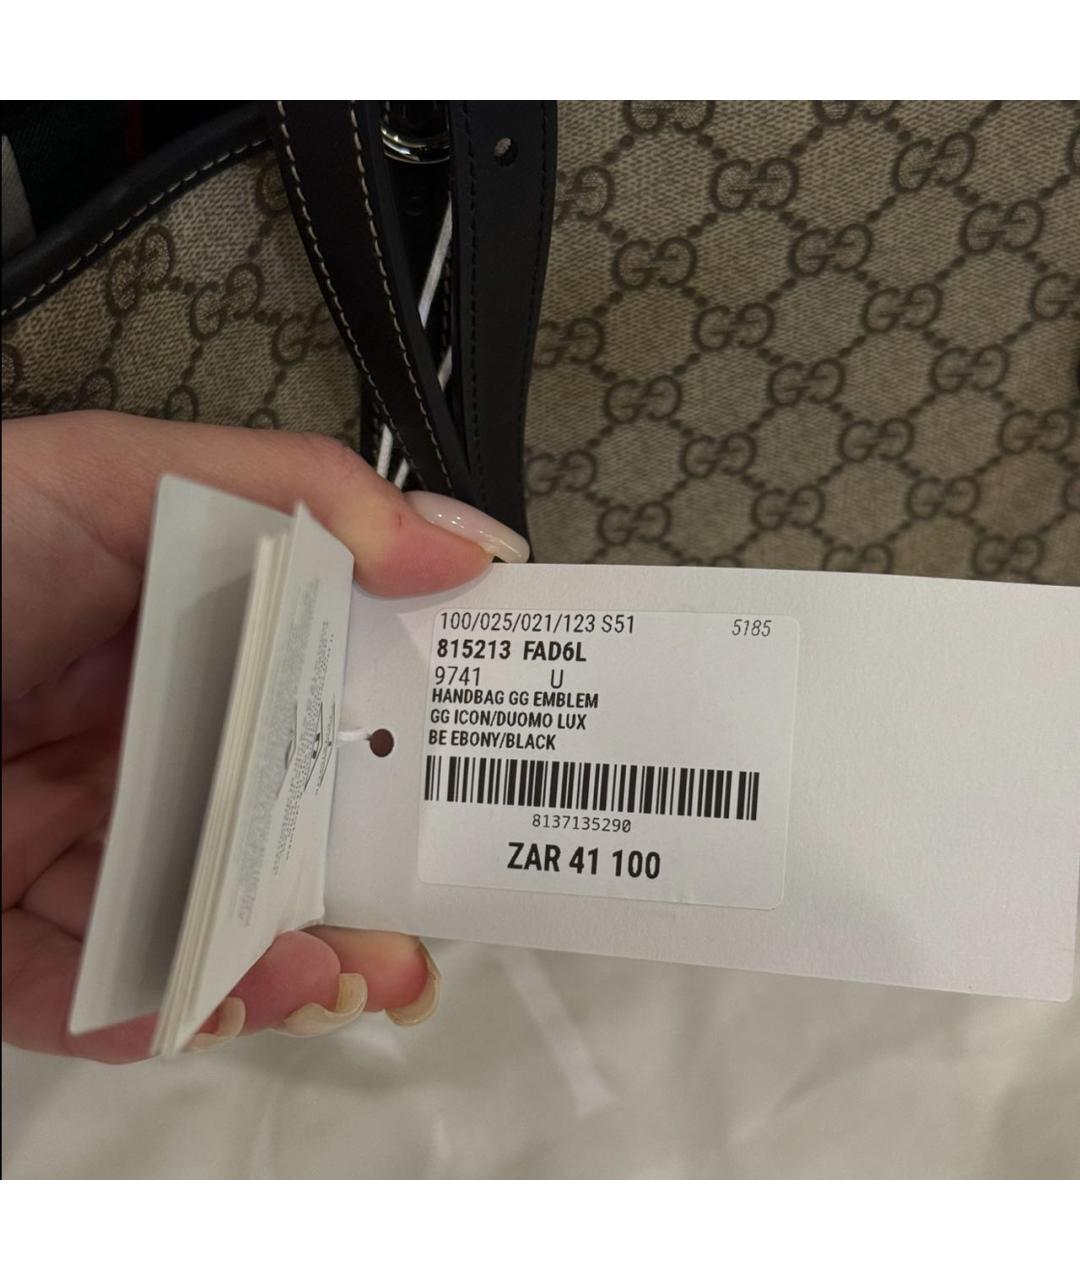 100/025/021/123 S51 5185
815213 FAD6L
9741 U
HANDBAG GG EMBLEM
GG ICON/DUOMO LUX
BE EBONY/BLACK
8137135290
ZAR 41 100